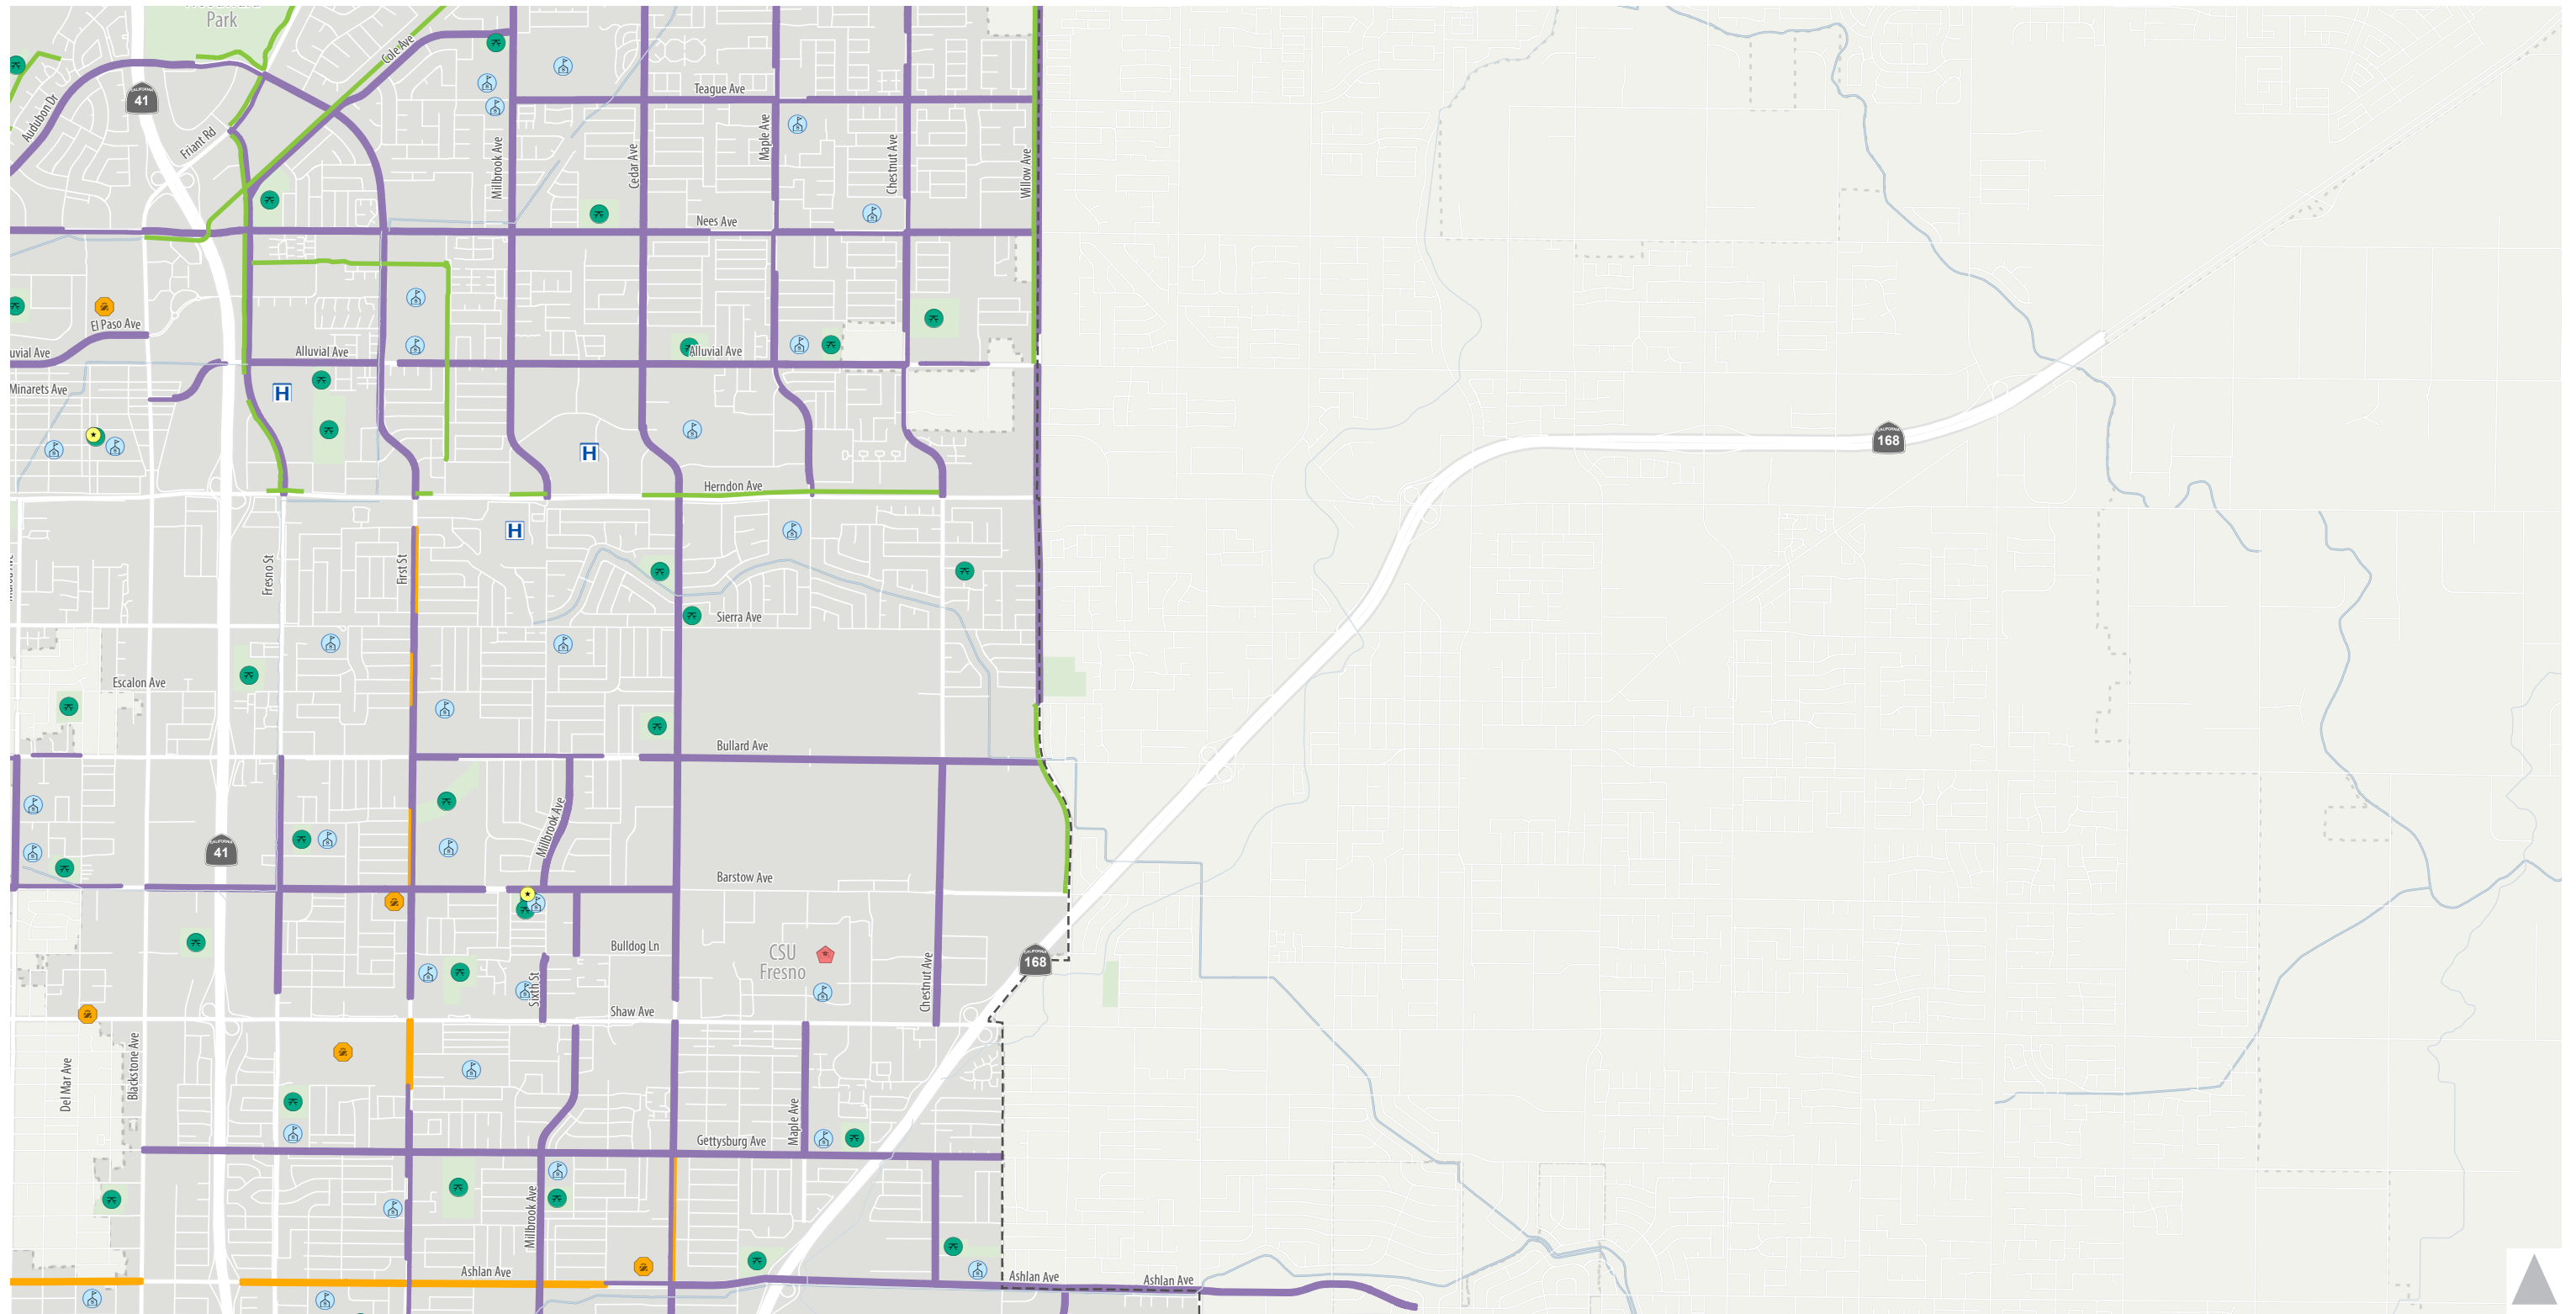 Park
Cole Ave
CALIFORNIA
41
Audubon Dr
Friant Rd
Teague Ave
Millbrook Ave
Cedar Ave
Maple Ave
Chestnut Ave
Willow Ave
Nees Ave
El Paso Ave
uvial Ave
Alluvial Ave
Alluvial Ave
Minarets Ave
H
H
CALIFORNIA
168
Herndon Ave
H
Fresno St
First St
Sierra Ave
Escalon Ave
Bullard Ave
Millbrook Ave
CALIFORNIA
41
Barstow Ave
Bulldog Ln
CSU
Fresno
CALIFORNIA
168
Sixth St
Chestnut Ave
Shaw Ave
Del Mar Ave
Blackstone Ave
Maple Ave
Gettysburg Ave
Millbrook Ave
Ashlan Ave
Ashlan Ave
Ashlan Ave